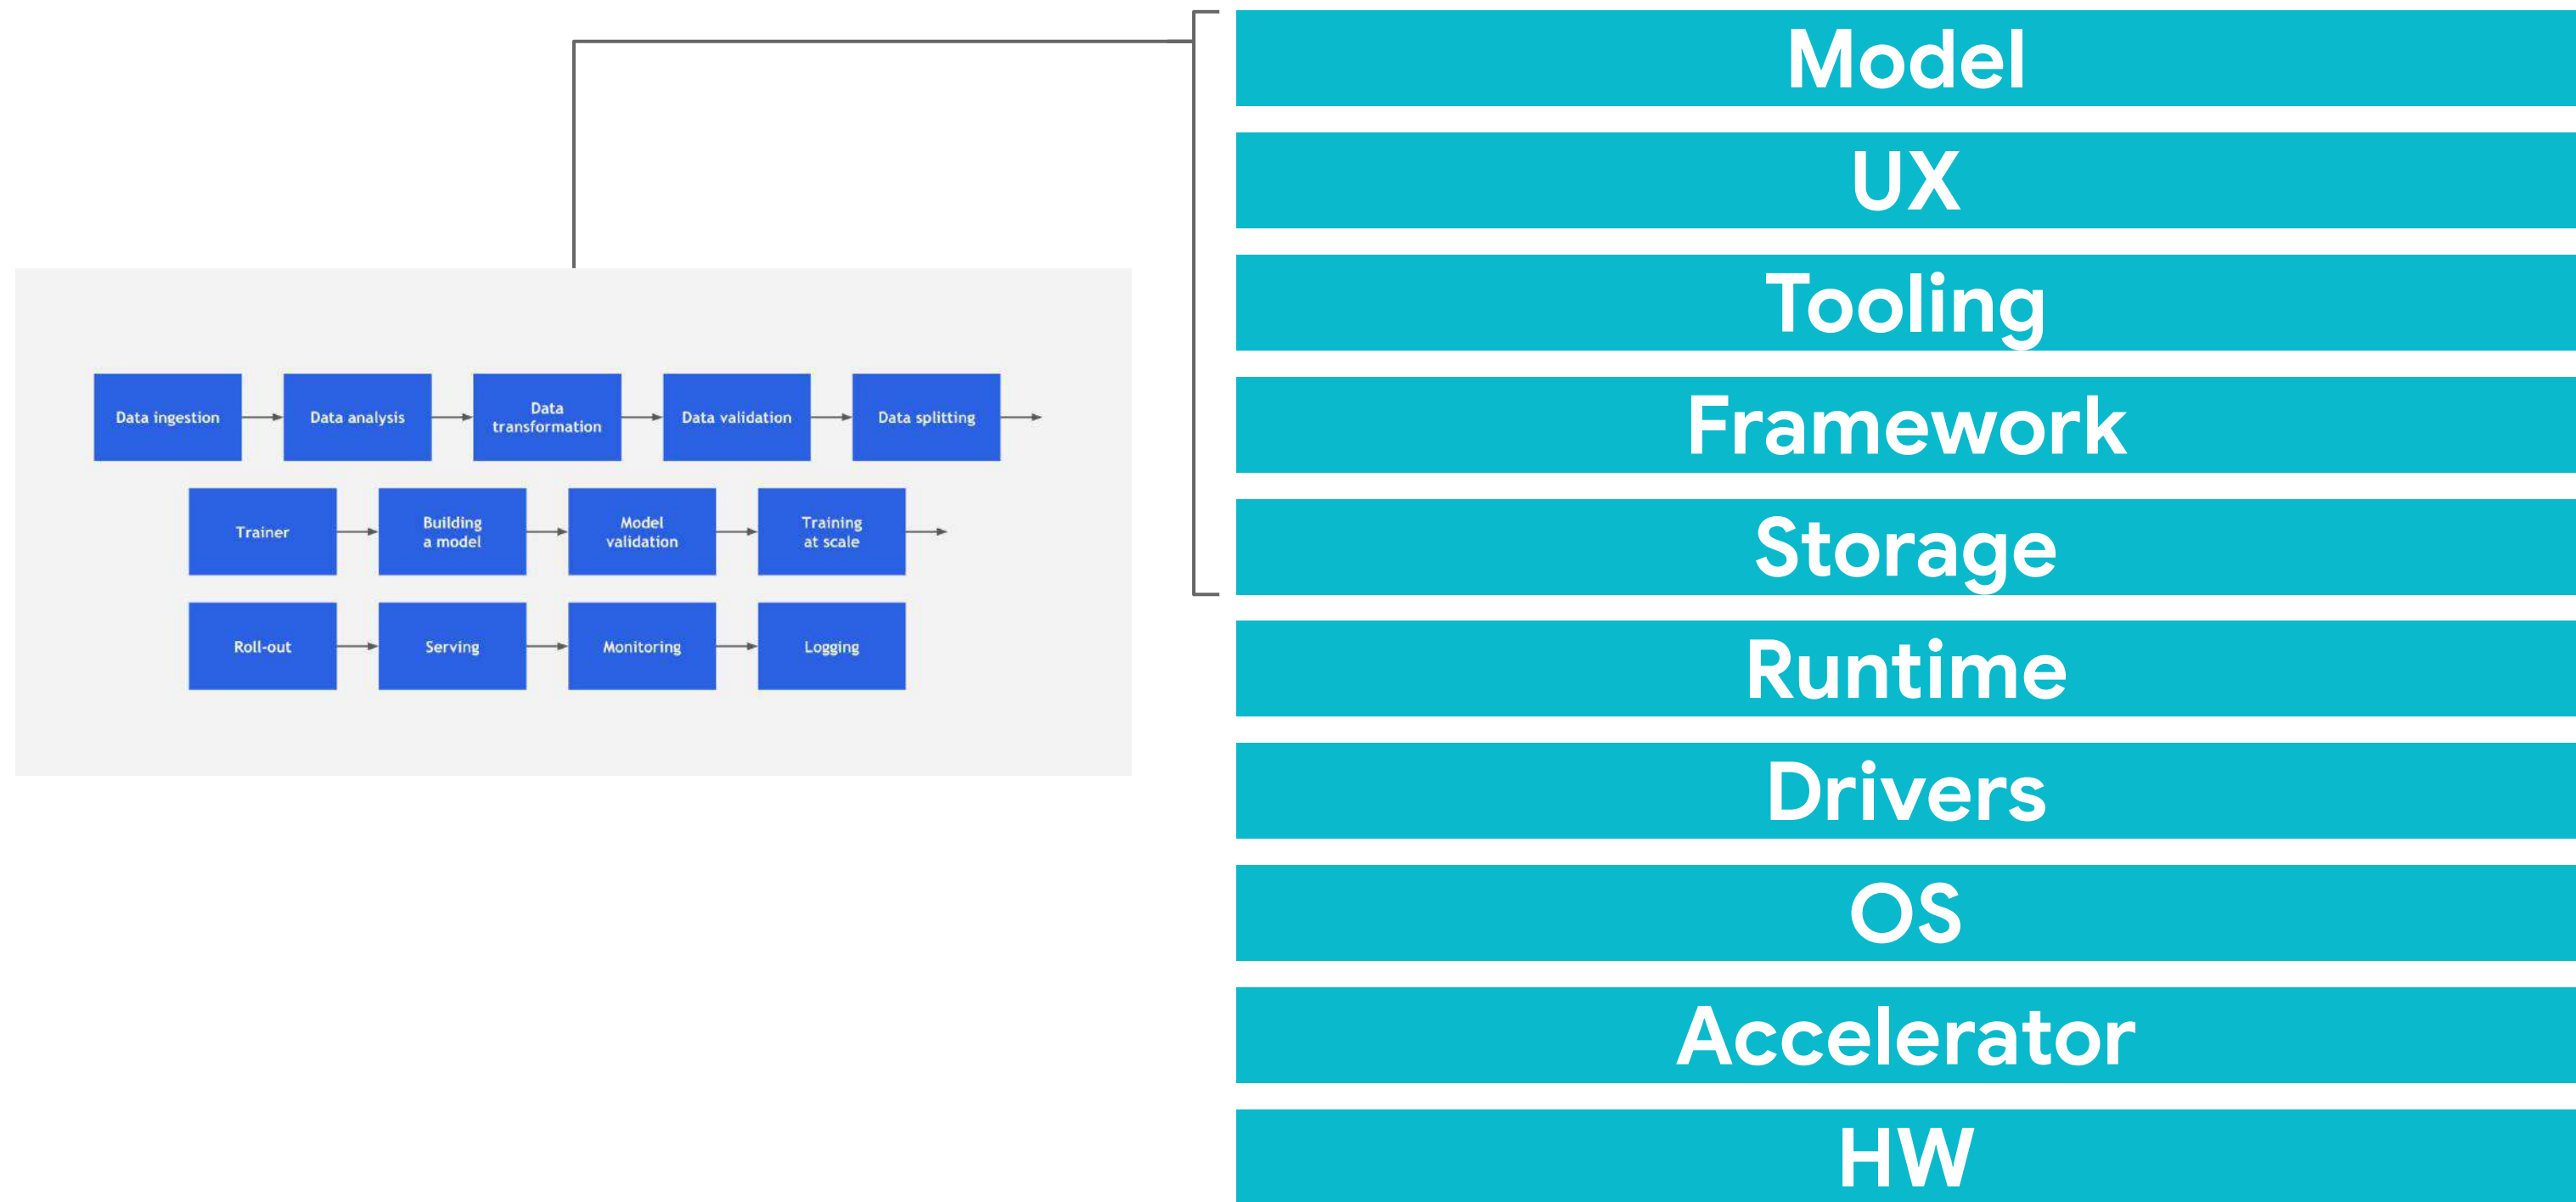 Model
UX
Tooling
Framework
Storage
Runtime
Drivers
OS
Accelerator
HW
Data ingestion
Data analysis
Data
transformation
Data validation
Data splitting
Trainer
Building
a model
Model
validation
Training
at scale
Roll-out
Serving
Monitoring
Logging